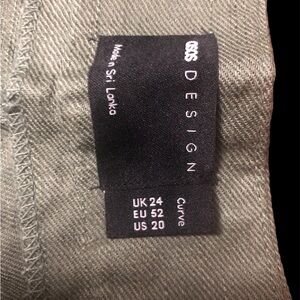 asos DESIGN
Made in Sri Lanka
UK 24
EU 52
US 20
Curve